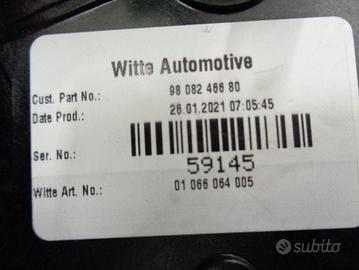 Witte Automotive
Cust. Part No.: 98 082 466 80
Date Prod.: 26.01.2021 07:05:45
Ser. No.:
59145
Witte Art. No.: 01 066 064 005
subito